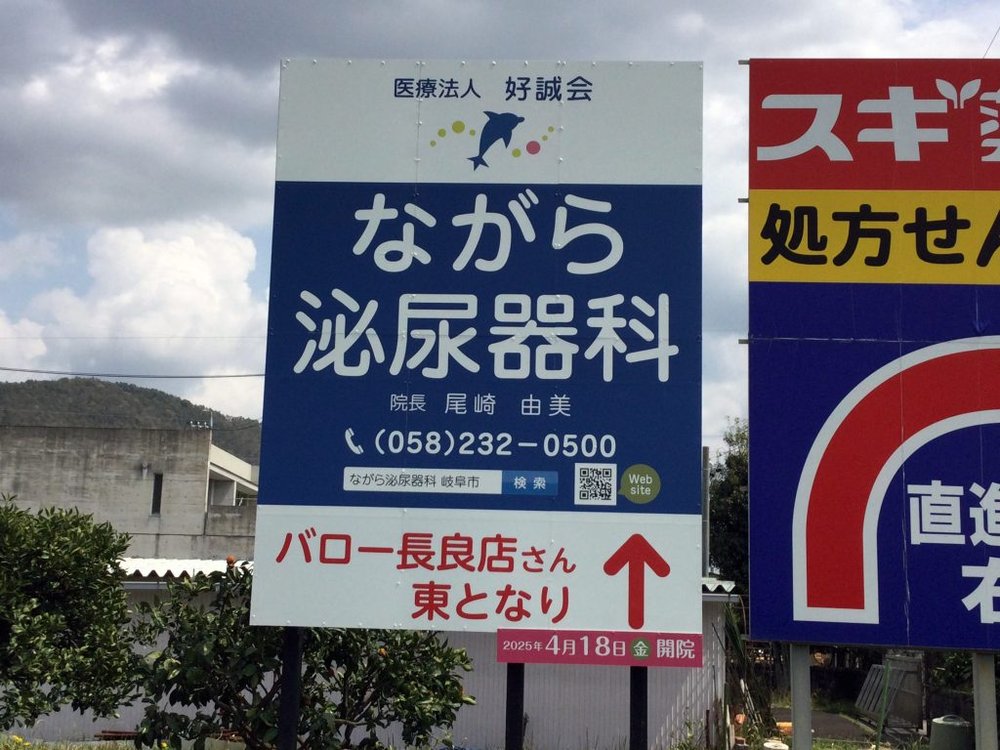 医療法人 好誠会
ながら
泌尿器科
院長 尾崎 由美
(058)232-0500
ながら泌尿器科 岐阜市 検索
Web
site
バロー長良店さん
東となり
2025年4月18日㊎開院
スギ
処方せん
直進
右